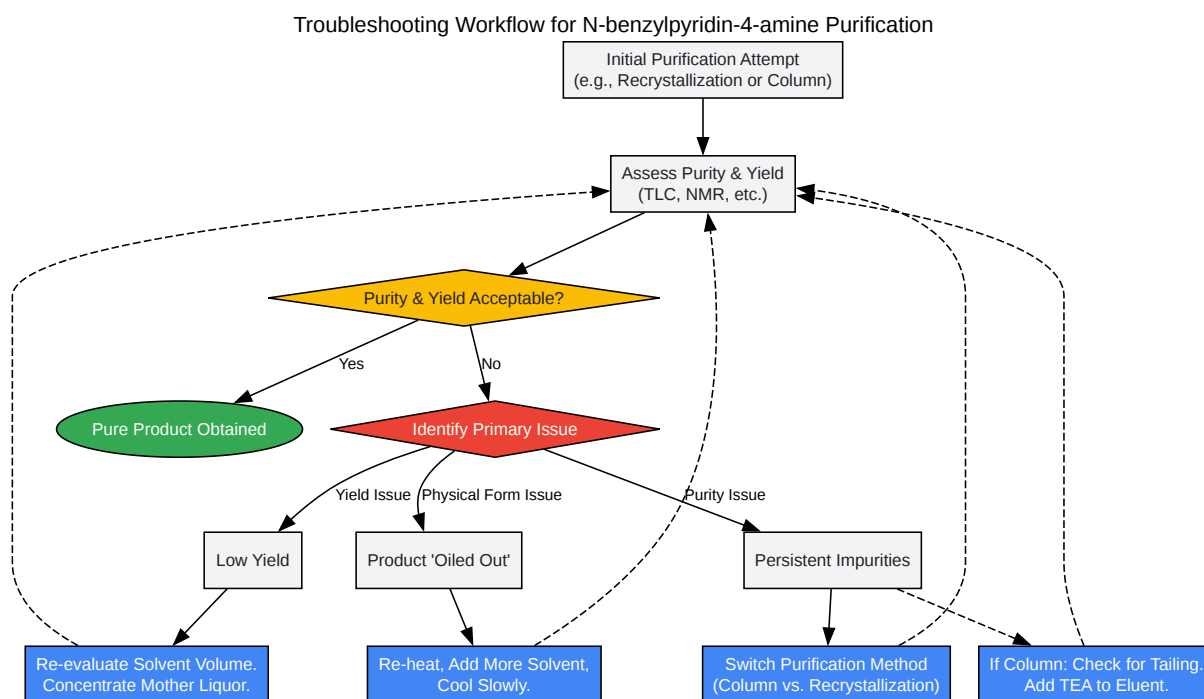 Troubleshooting Workflow for N-benzylpyridin-4-amine Purification
Initial Purification Attempt
(e.g., Recrystallization or Column)
Assess Purity & Yield
(TLC, NMR, etc.)
Purity & Yield Acceptable?
Yes
No
Pure Product Obtained
Identify Primary Issue
Yield Issue
Physical Form Issue
Purity Issue
Low Yield
Product 'Oiled Out'
Persistent Impurities
Re-evaluate Solvent Volume.
Concentrate Mother Liquor.
Re-heat, Add More Solvent,
Cool Slowly.
Switch Purification Method
(Column vs. Recrystallization)
If Column: Check for Tailing.
Add TEA to Eluent.